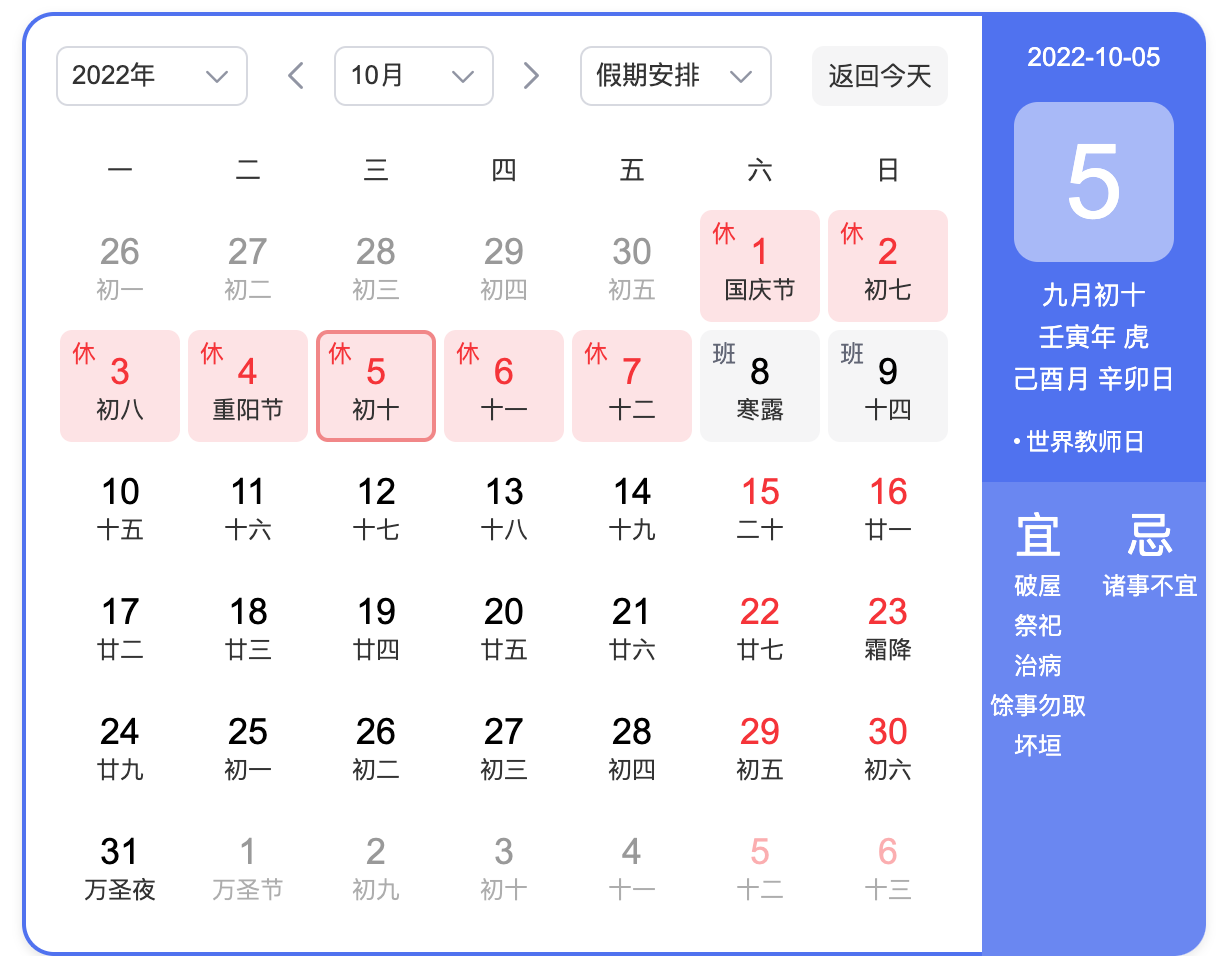 2022年 10月 假期安排 返回今天
一 二 三 四 五 六 日
26 27 28 29 30 休 1 休 2
初一 初二 初三 初四 初五 国庆节 初七
休 3 休 4 休 5 休 6 休 7 班 8 班 9
初八 重阳节 初十 十一 十二 寒露 十四
10 11 12 13 14 15 16
十五 十六 十七 十八 十九 二十 廿一
17 18 19 20 21 22 23
廿二 廿三 廿四 廿五 廿六 廿七 霜降
24 25 26 27 28 29 30
廿九 初一 初二 初三 初四 初五 初六
31 1 2 3 4 5 6
万圣夜 万圣节 初九 初十 十一 十二 十三
2022-10-05
5
九月初十
壬寅年 虎
己酉月 辛卯日
• 世界教师日
宜 忌
破屋 诸事不宜
祭祀
治病
馀事勿取
坏垣